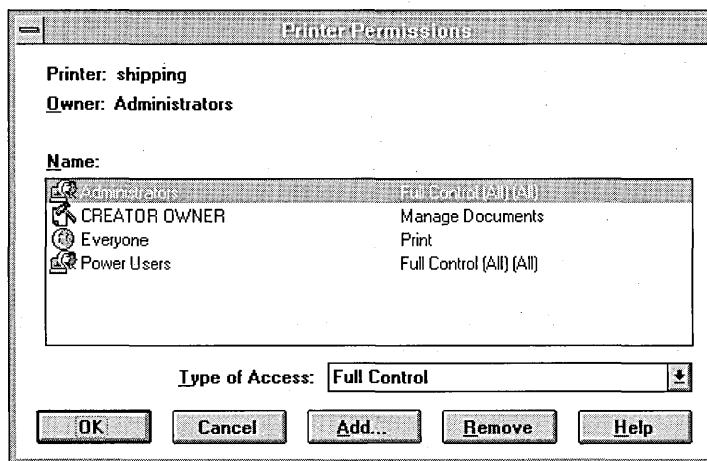 Printer Permissions
Printer: shipping
Owner: Administrators
Name:
Administrators Full Control (All) (All)
CREATOR OWNER Manage Documents
Everyone Print
Power Users Full Control (All) (All)
Type of Access: Full Control
OK Cancel Add... Remove Help